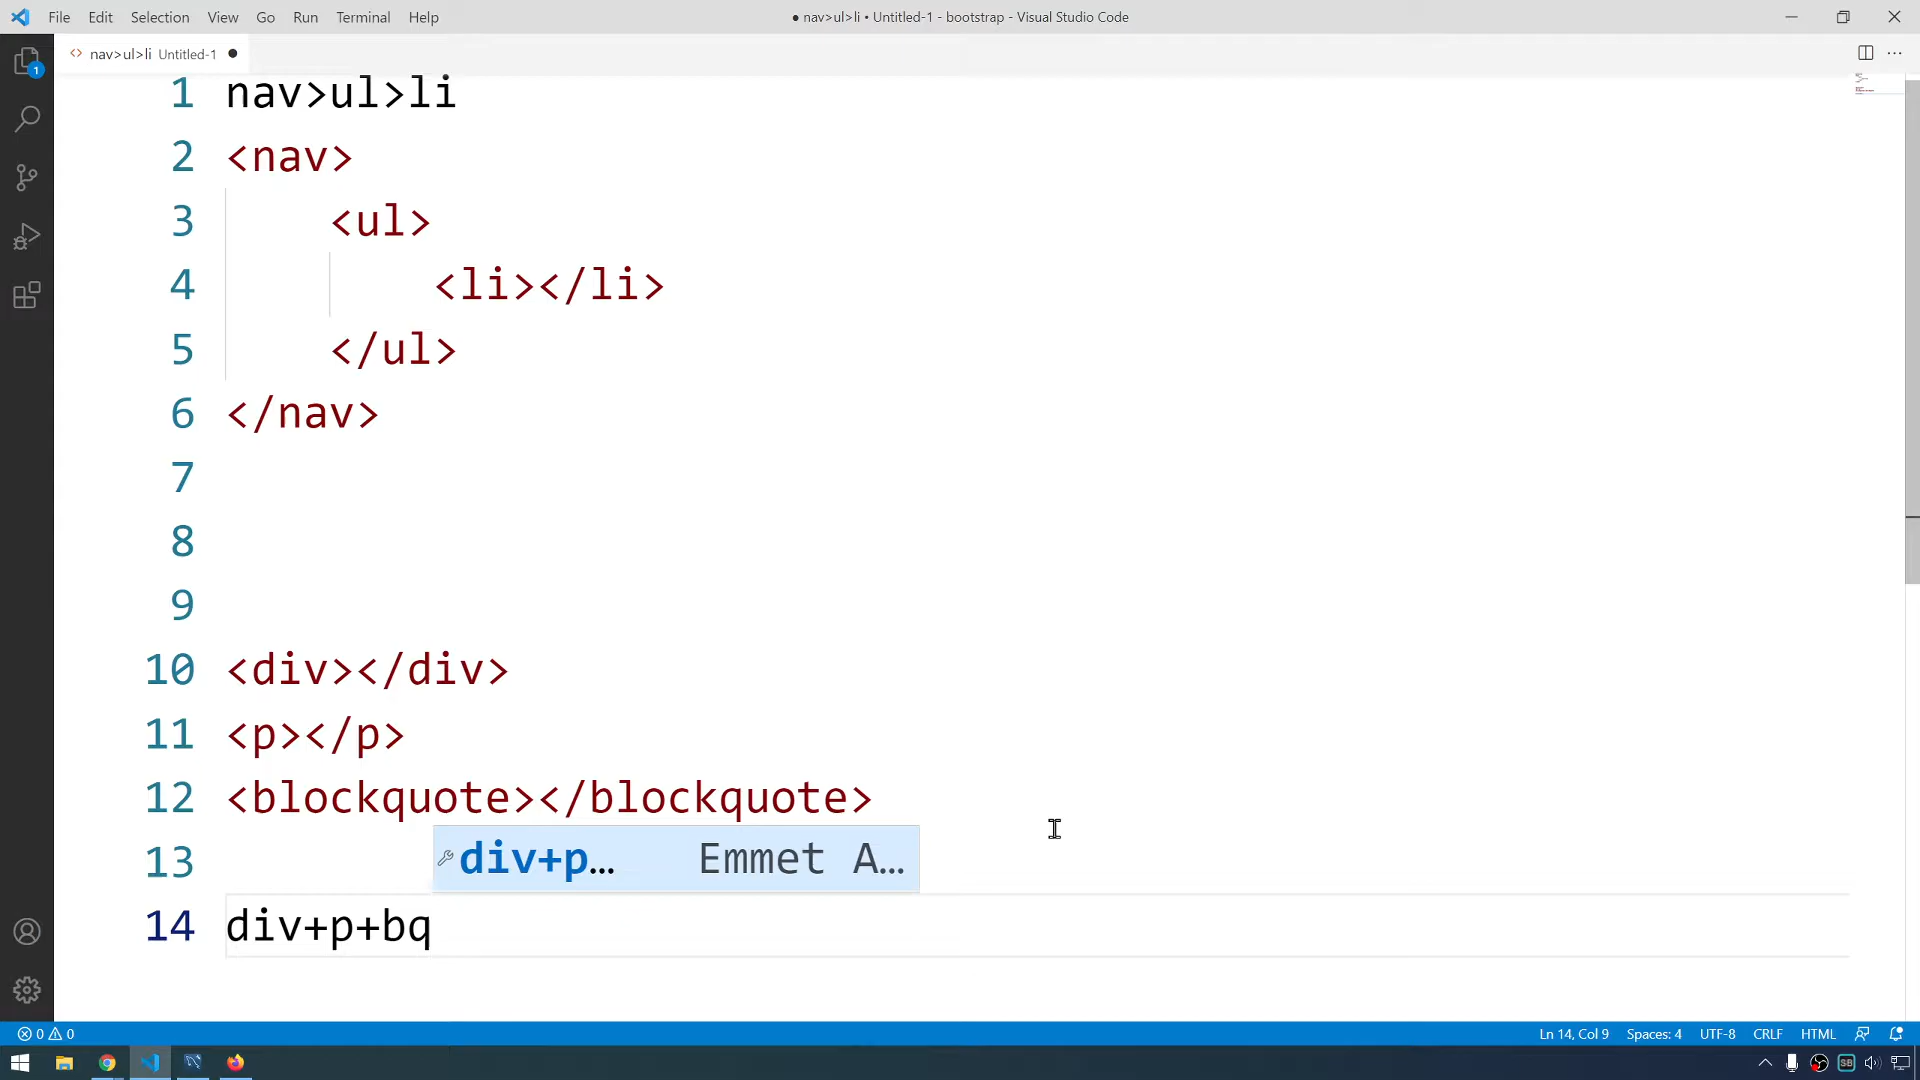 File Edit Selection View Go Run Terminal Help
● nav>ul>li • Untitled-1 - bootstrap - Visual Studio Code
nav>ul>li Untitled-1 ●
1
1 nav>ul>li
2 <nav>
3 <ul>
4 <li></li>
5 </ul>
6 </nav>
7
8
9
10 <div></div>
11 <p></p>
12 <blockquote></blockquote>
13
div+p… Emmet A…
14 div+p+bq
0 0
Ln 14, Col 9 Spaces: 4 UTF-8 CRLF HTML
SB